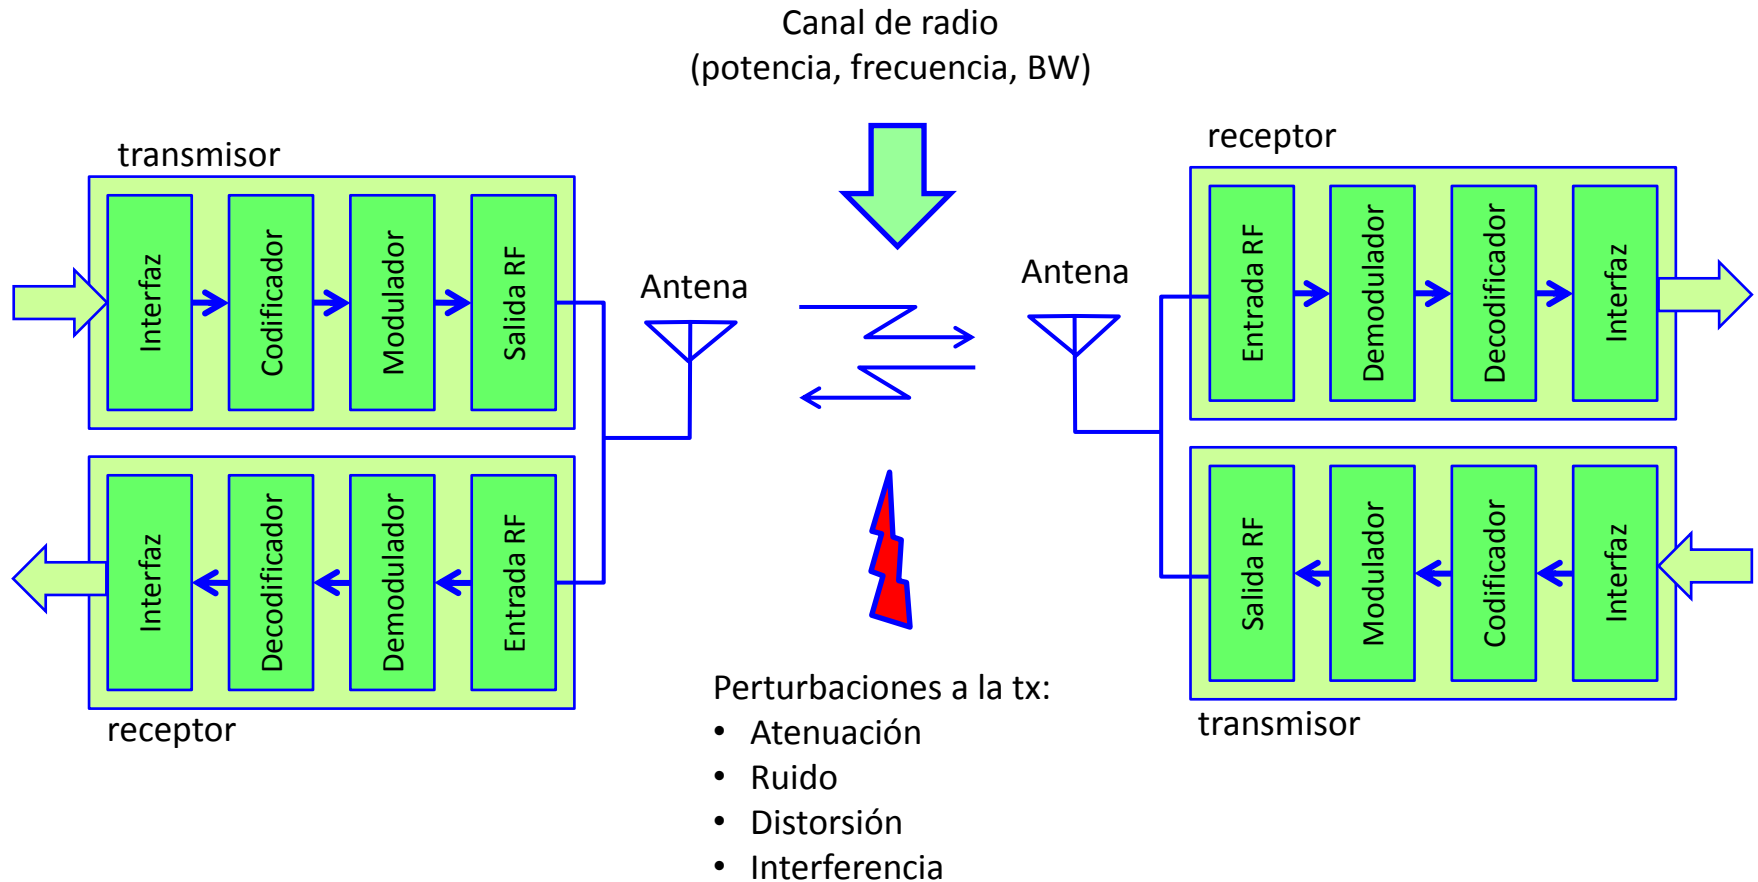 Canal de radio
(potencia, frecuencia, BW)
transmisor
Interfaz
Codificador
Modulador
Salida RF
Antena
Antena
receptor
Entrada RF
Demodulador
Decodificador
Interfaz
Interfaz
Decodificador
Demodulador
Entrada RF
receptor
Salida RF
Modulador
Codificador
Interfaz
transmisor
Perturbaciones a la tx:
• Atenuación
• Ruido
• Distorsión
• Interferencia